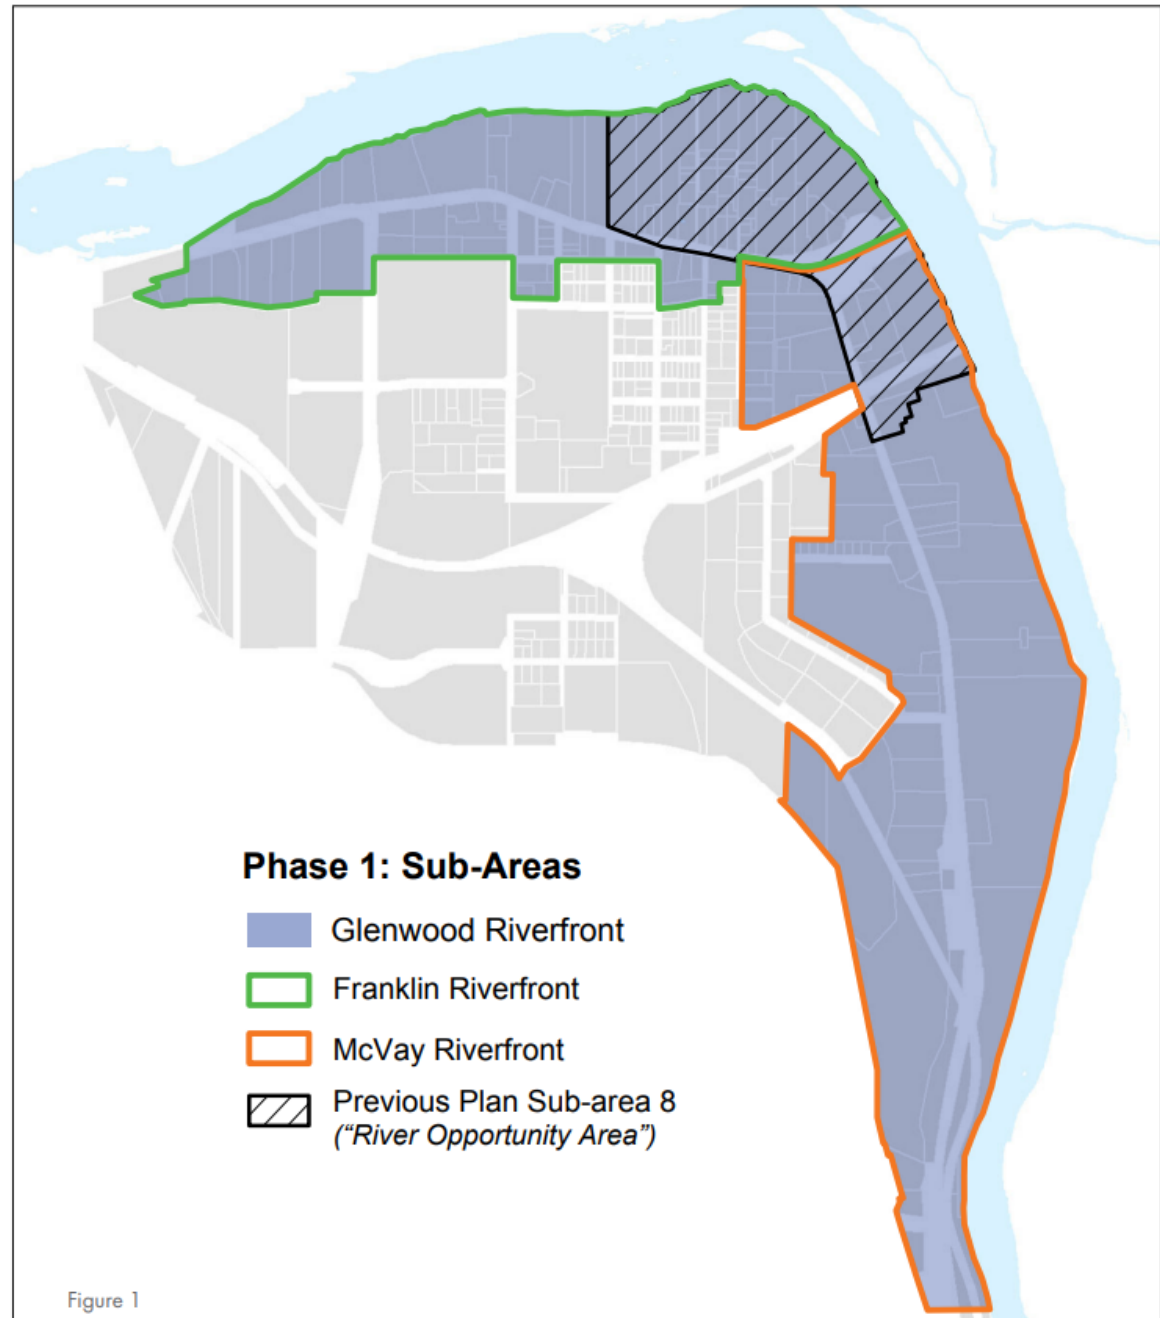 Phase 1: Sub-Areas
Glenwood Riverfront
Franklin Riverfront
McVay Riverfront
Previous Plan Sub-area 8
(“River Opportunity Area”)
Figure 1